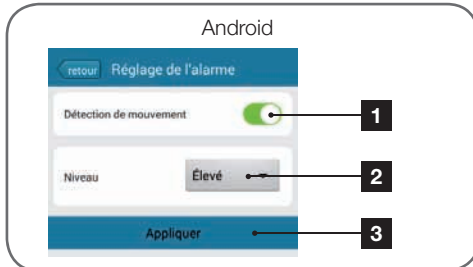 Android
retour Réglage de l'alarme
Détection de mouvement
1
Niveau
Élevé
2
Appliquer
3